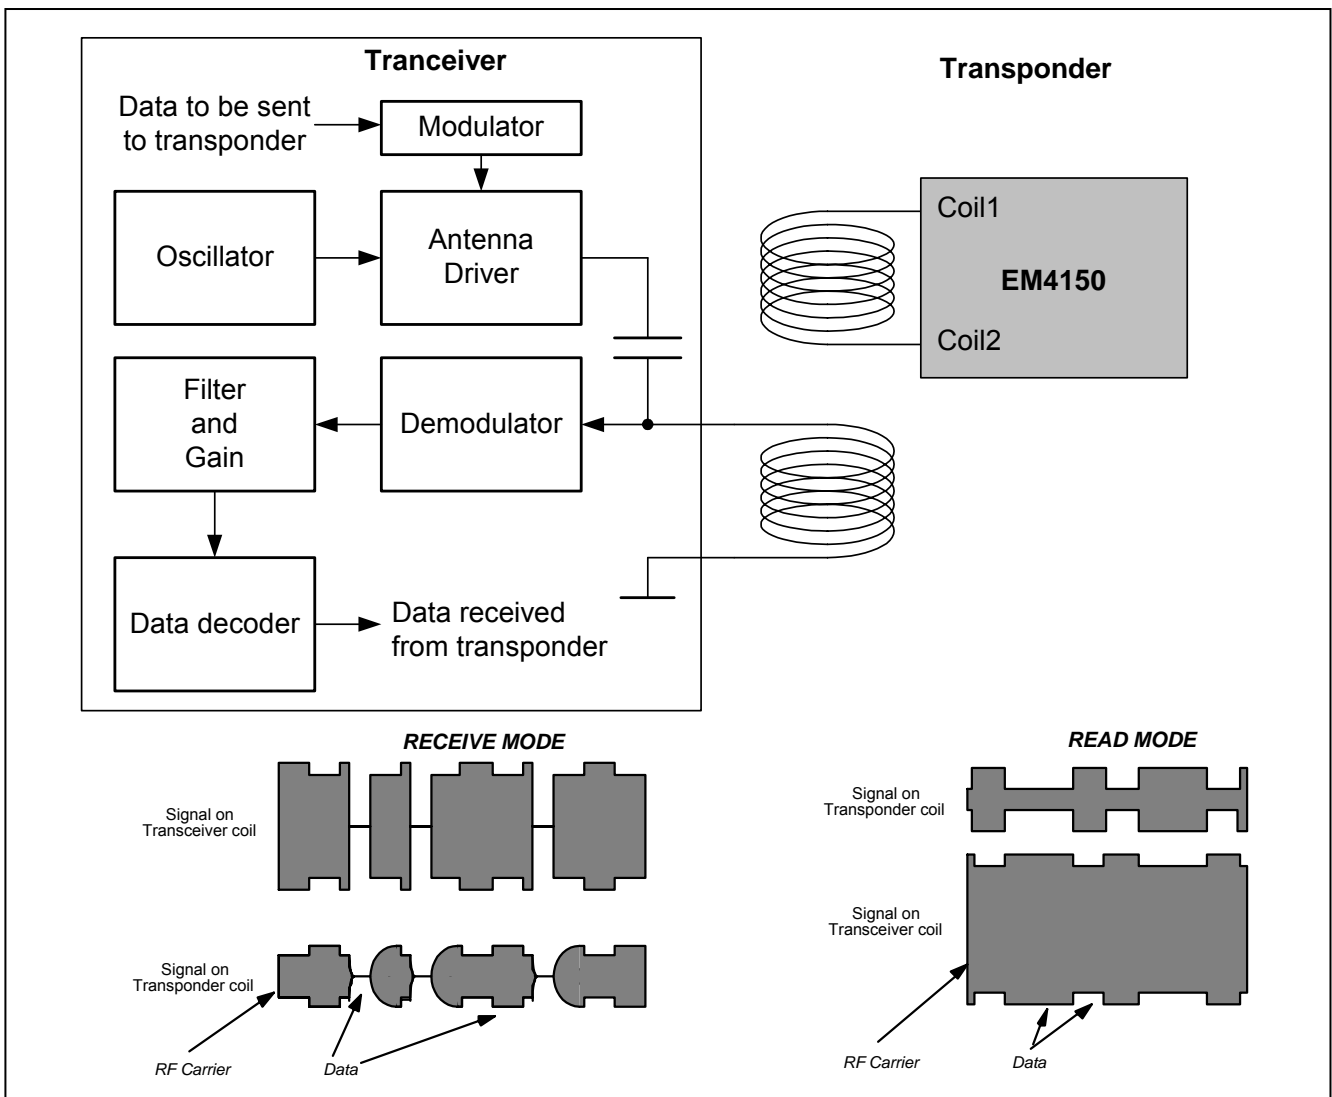 Tranceiver
Transponder
Data to be sent
to transponder
Modulator
Coil1
Oscillator
Antenna
Driver
EM4150
Coil2
Filter
and
Gain
Demodulator
Data decoder
Data received
from transponder
RECEIVE MODE
Signal on
Transceiver coil
Signal on
Transponder coil
RF Carrier
Data
READ MODE
Signal on
Transponder coil
Signal on
Transceiver coil
RF Carrier
Data